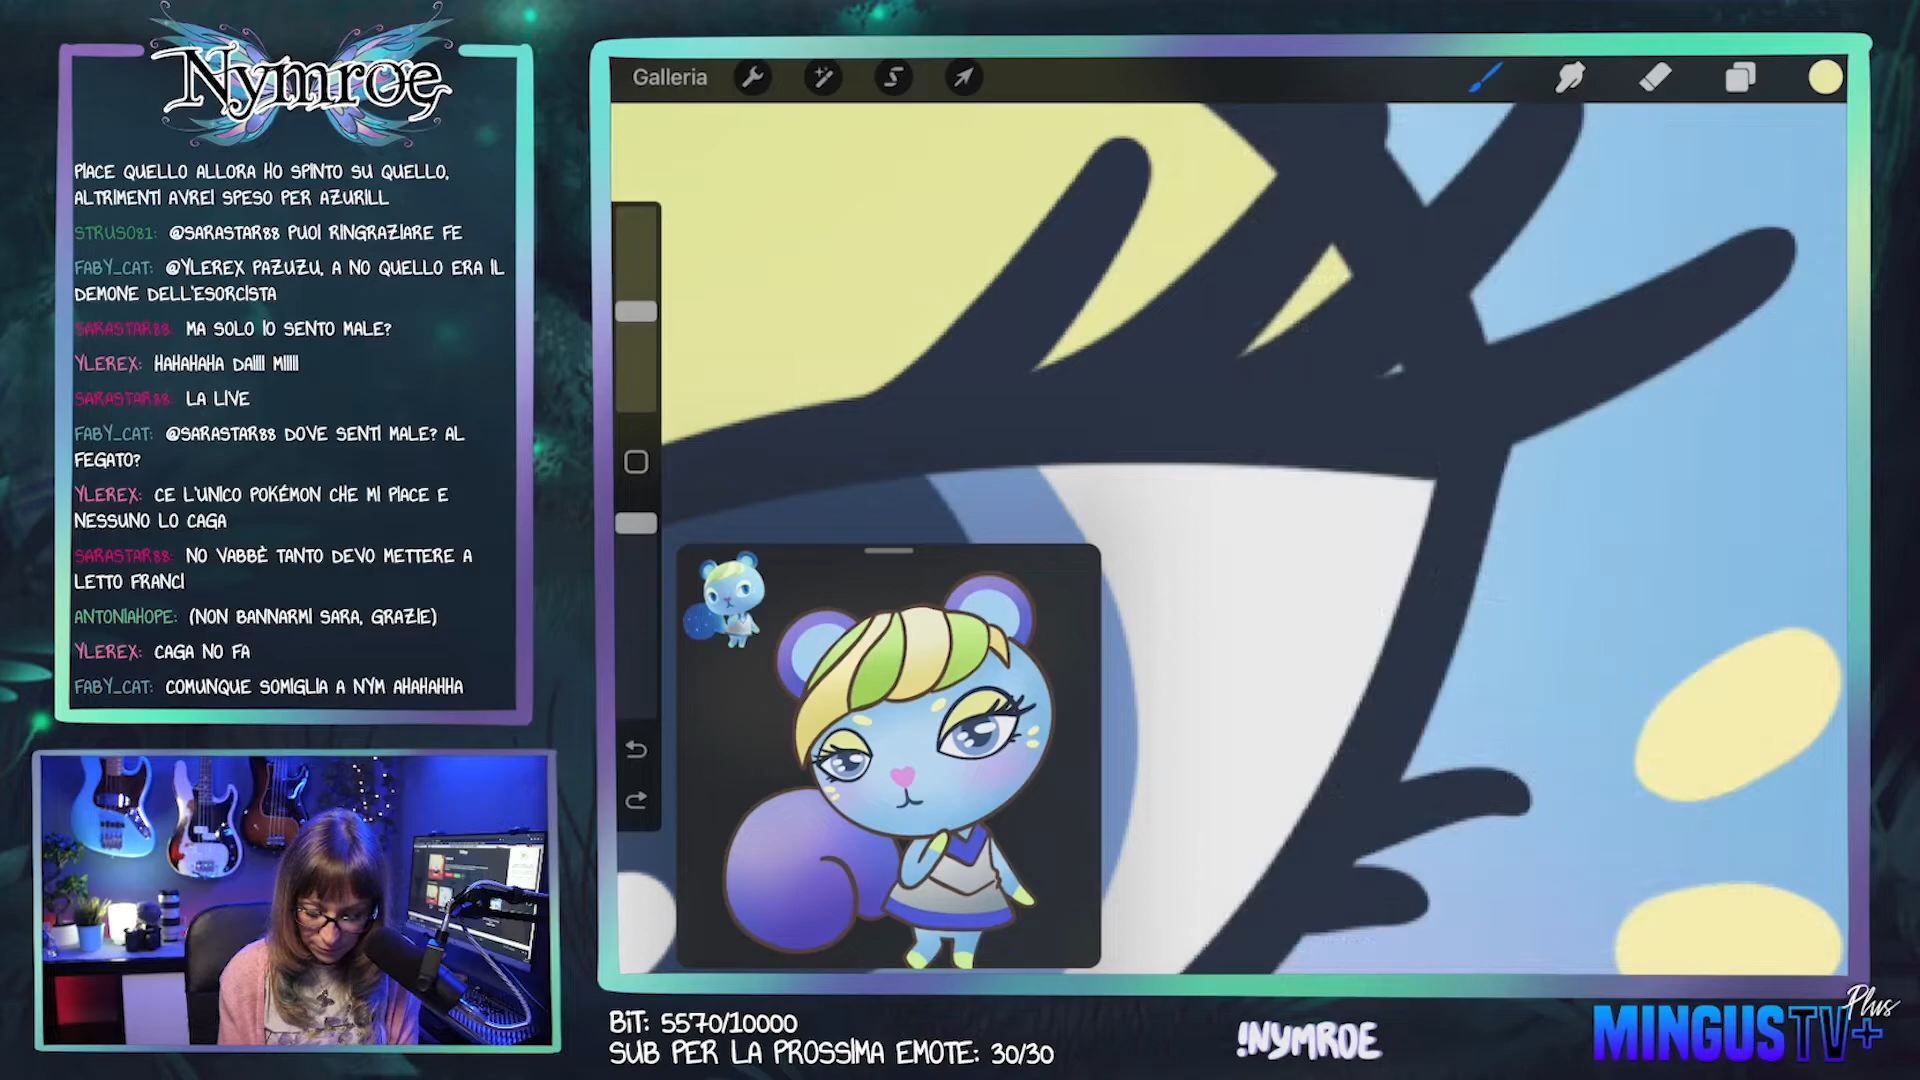 Nymroe
PIACE QUELLO ALLORA HO SPINTO SU QUELLO,
ALTRIMENTI AVREI SPESO PER AZURILL
STRUSO81: @SARASTAR88 PUOI RINGRAZIARE FE
FABY_CAT: @YLEREX PAZUZU, A NO QUELLO ERA IL
DEMONE DELL'ESORCISTA
SARASTAR88: MA SOLO IO SENTO MALE?
YLEREX: HAHAHAHA DAIIII MIIIII
SARASTAR88: LA LIVE
FABY_CAT: @SARASTAR88 DOVE SENTI MALE? AL
FEGATO?
YLEREX: CE L'UNICO POKÉMON CHE MI PIACE E
NESSUNO LO CAGA
SARASTAR88: NO VABBÈ TANTO DEVO METTERE A
LETTO FRANCI
ANTONIAHOPE: (NON BANNARMI SARA, GRAZIE)
YLEREX: CAGA NO FA
FABY_CAT: COMUNQUE SOMIGLIA A NYM AHAHAHHA
Galleria
BIT: 5570/10000
SUB PER LA PROSSIMA EMOTE: 30/30
!NYMROE
MINGUSTV+
Plus